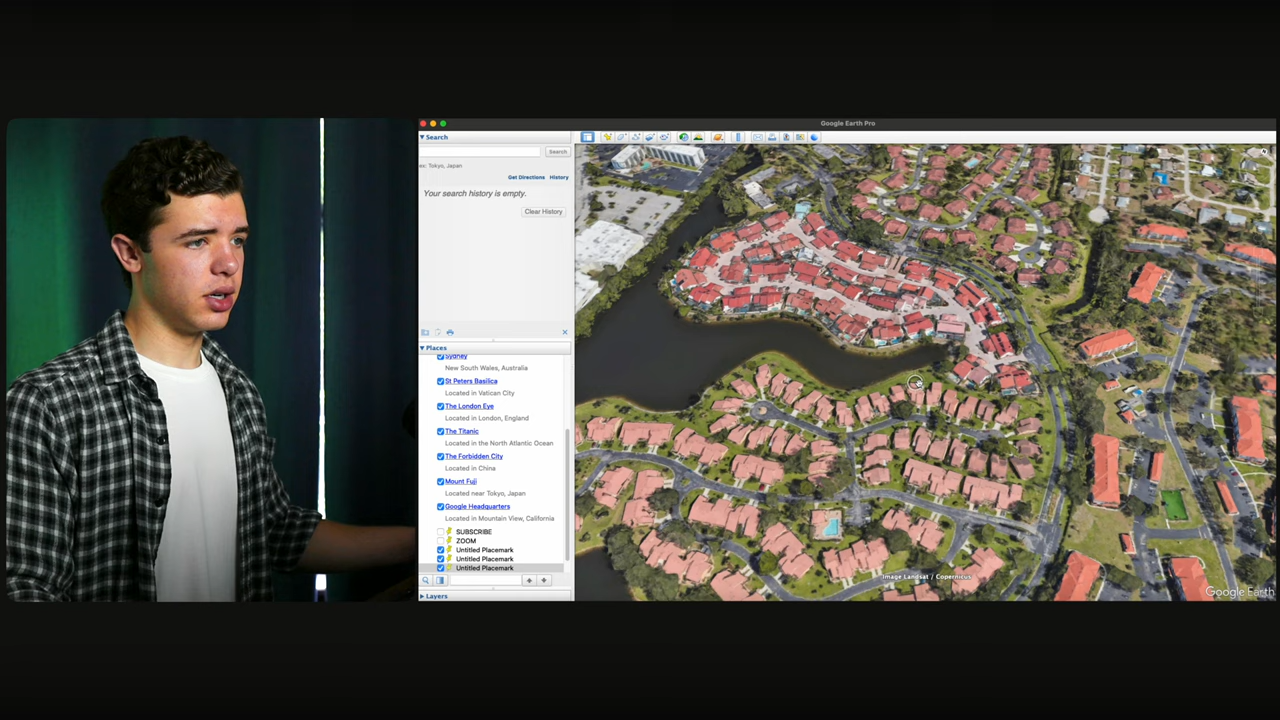 Google Earth Pro
Search
Search
ex: Tokyo, Japan
Get Directions History
Your search history is empty.
Clear History
Places
Sydney
New South Wales, Australia
St Peters Basilica
Located in Vatican City
The London Eye
Located in London, England
The Titanic
Located in the North Atlantic Ocean
The Forbidden City
Located in China
Mount Fuji
Located near Tokyo, Japan
Google Headquarters
Located in Mountain View, California
SUBSCRIBE
ZOOM
Untitled Placemark
Untitled Placemark
Untitled Placemark
Layers
Image Landsat / Copernicus
Google Earth